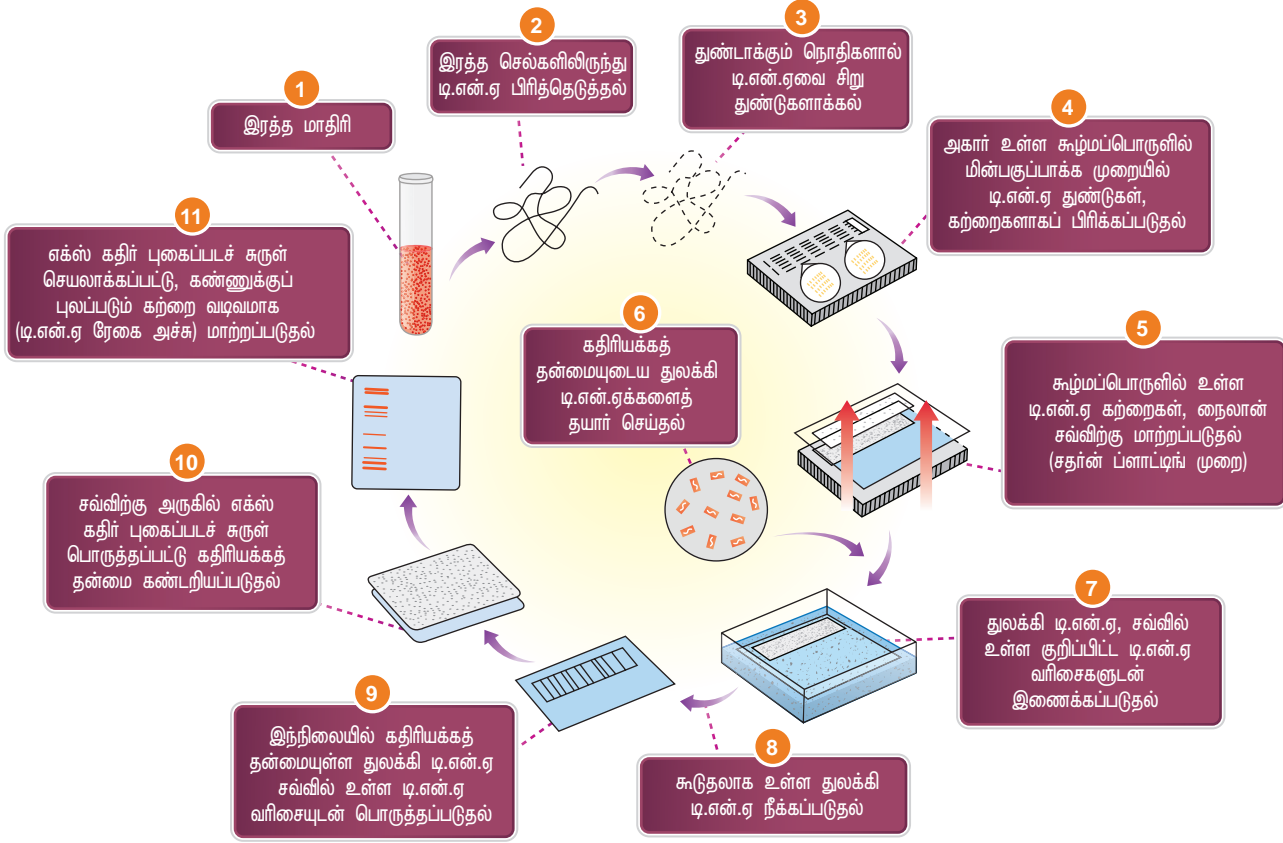 1
இரத்த மாதிரி
2
இரத்த செல்களிலிருந்து
டி.என்.ஏ பிரித்தெடுத்தல்
3
துண்டாக்கும் நொதிகளால்
டி.என்.ஏவை சிறு
துண்டுகளாக்கல்
4
அகார் உள்ள கூழ்மப்பொருளில்
மின்பகுப்பாக்க முறையில்
டி.என்.ஏ துண்டுகள்,
கற்றைகளாகப் பிரிக்கப்படுதல்
5
கூழ்மப்பொருளில் உள்ள
டி.என்.ஏ கற்றைகள், நைலான்
சவ்விற்கு மாற்றப்படுதல்
(சதர்ன் ப்ளாட்டிங் முறை)
6
கதிரியக்கத்
தன்மையுடைய துலக்கி
டி.என்.ஏக்களைத்
தயார் செய்தல்
7
துலக்கி டி.என்.ஏ, சவ்வில்
உள்ள குறிப்பிட்ட டி.என்.ஏ
வரிசைகளுடன்
இணைக்கப்படுதல்
8
கூடுதலாக உள்ள துலக்கி
டி.என்.ஏ நீக்கப்படுதல்
9
இந்நிலையில் கதிரியக்கத்
தன்மையுள்ள துலக்கி டி.என்.ஏ
சவ்வில் உள்ள டி.என்.ஏ
வரிசையுடன் பொருத்தப்படுதல்
10
சவ்விற்கு அருகில் எக்ஸ்
கதிர் புகைப்படச் சுருள்
பொருத்தப்பட்டு கதிரியக்கத்
தன்மை கண்டறியப்படுதல்
11
எக்ஸ் கதிர் புகைப்படச் சுருள்
செயலாக்கப்பட்டு, கண்ணுக்குப்
புலப்படும் கற்றை வடிவமாக
(டி.என்.ஏ ரேகை அச்சு) மாற்றப்படுதல்